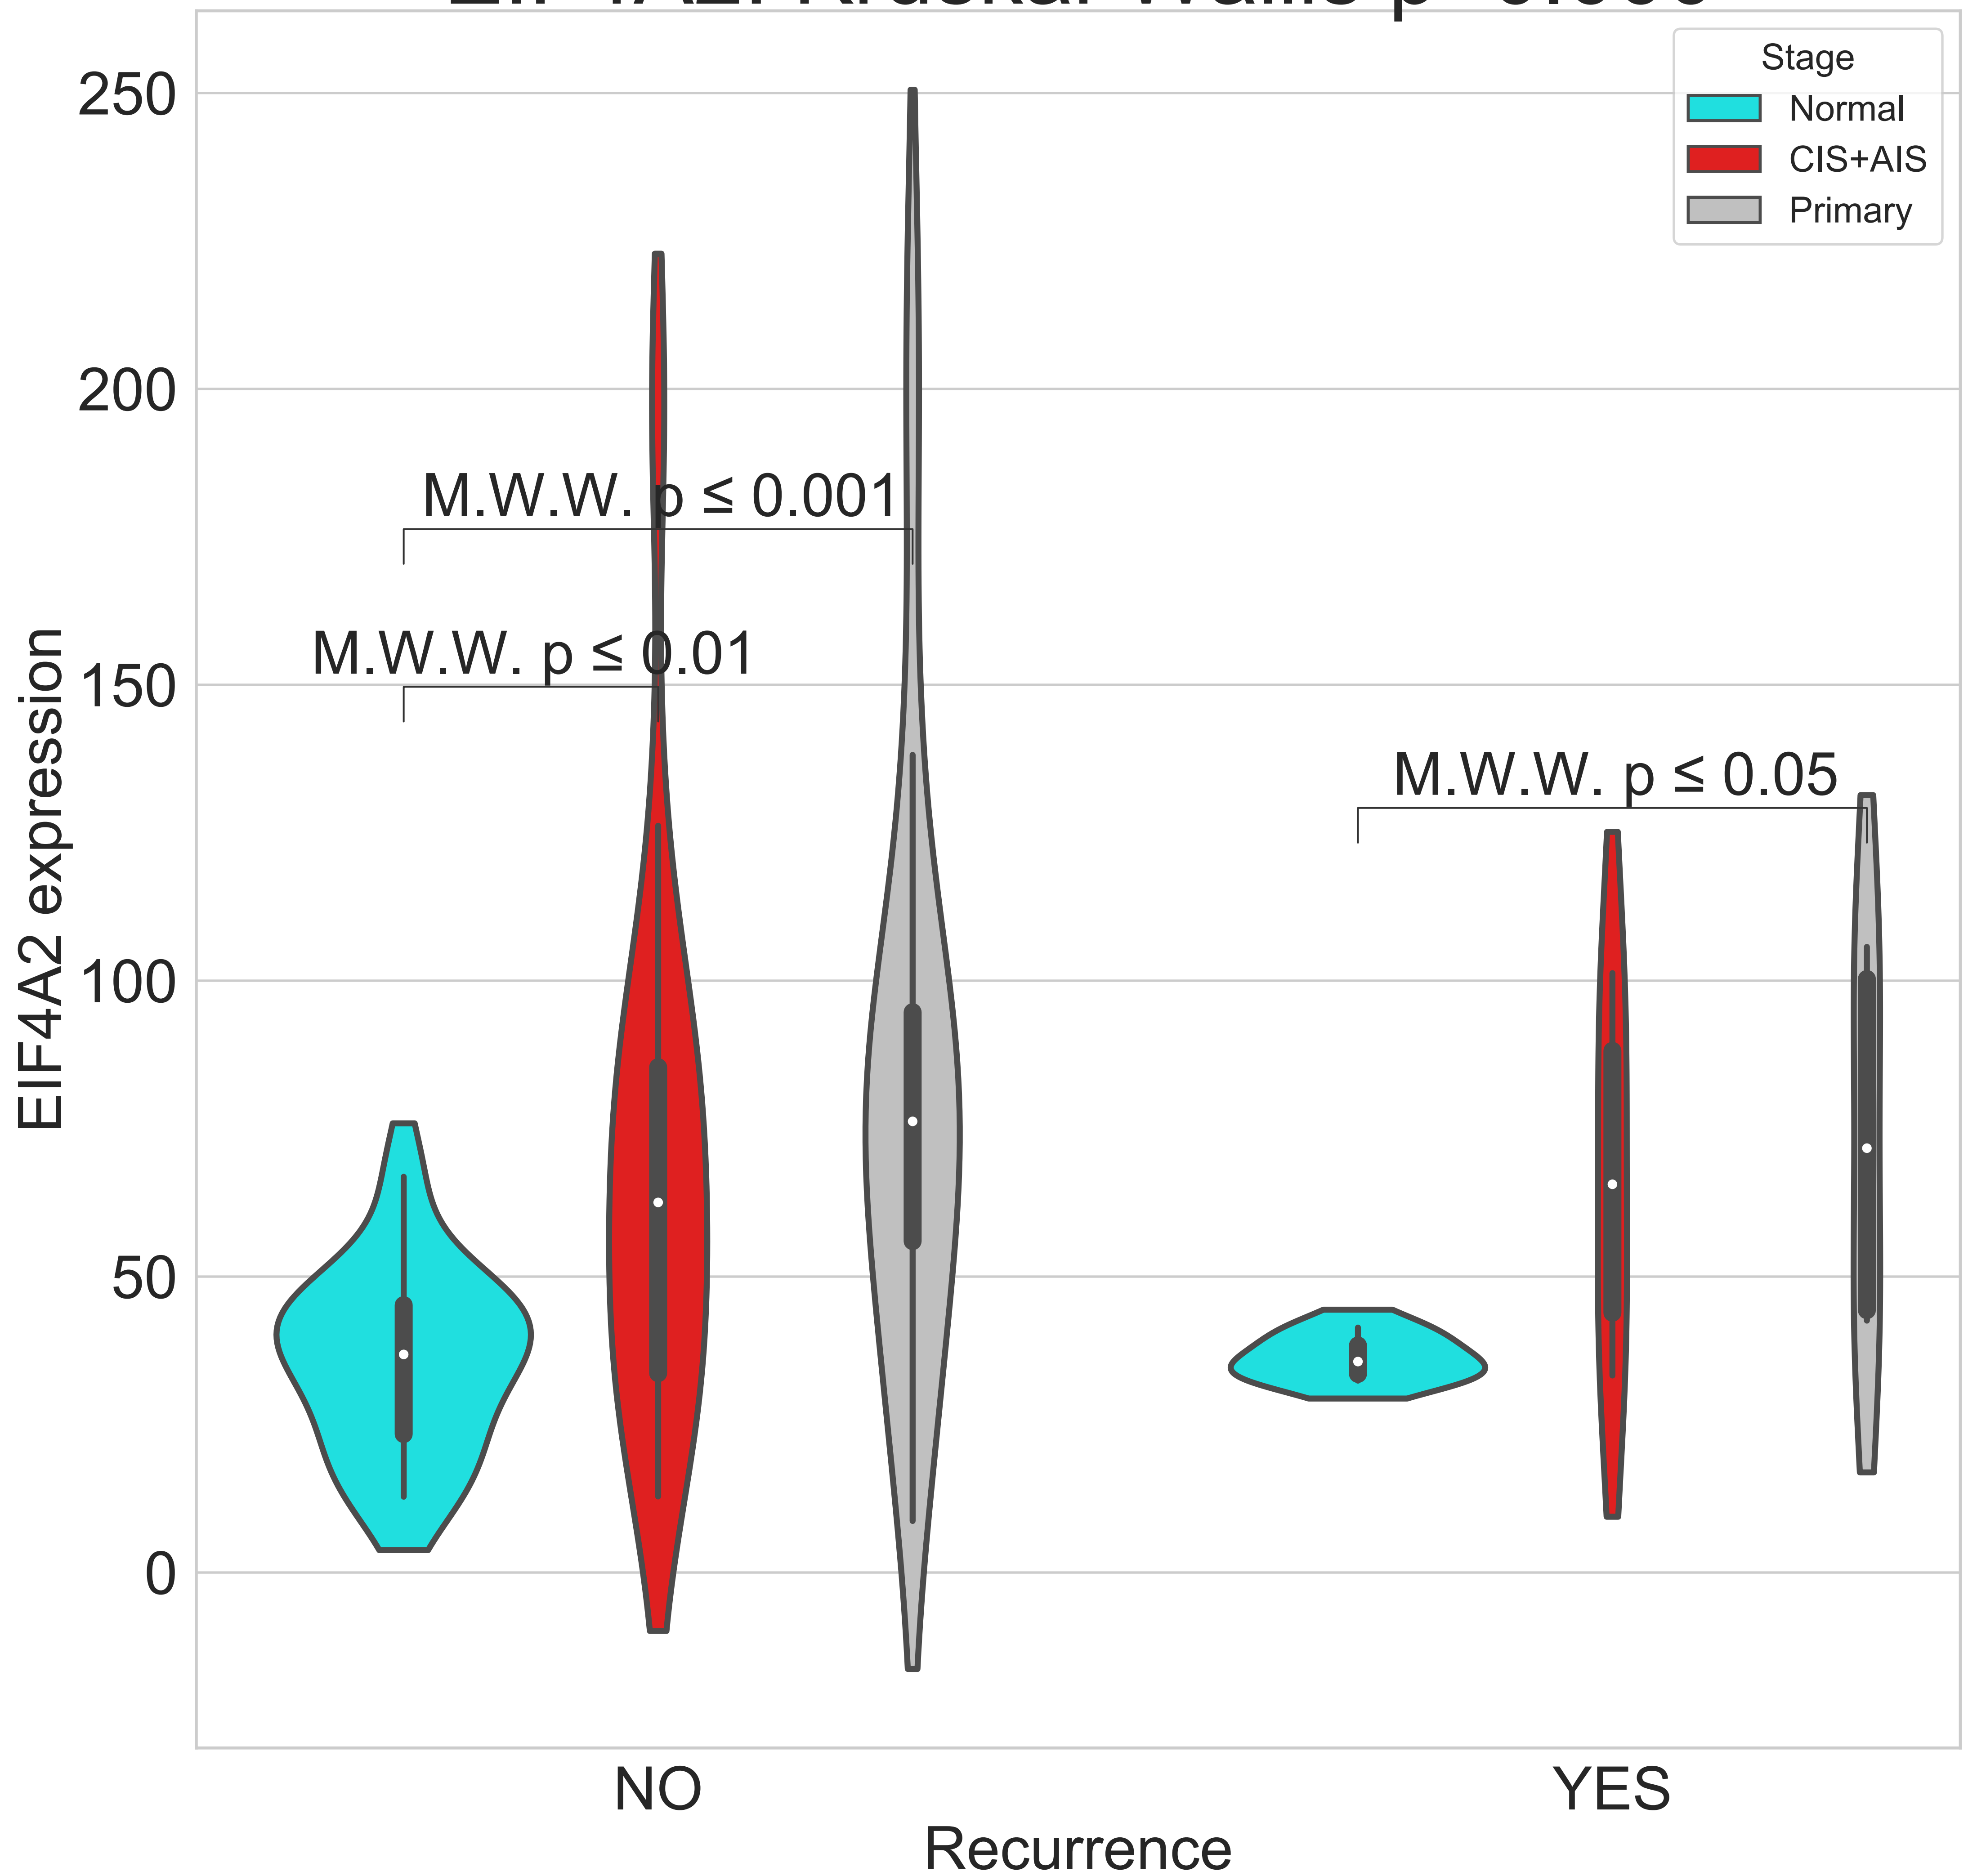 Stage
Normal
CIS+AIS
Primary
250
200
150
100
50
0
EIF4A2 expression
M.W.W. p ≤ 0.001
M.W.W. p ≤ 0.01
M.W.W. p ≤ 0.05
NO
YES
Recurrence